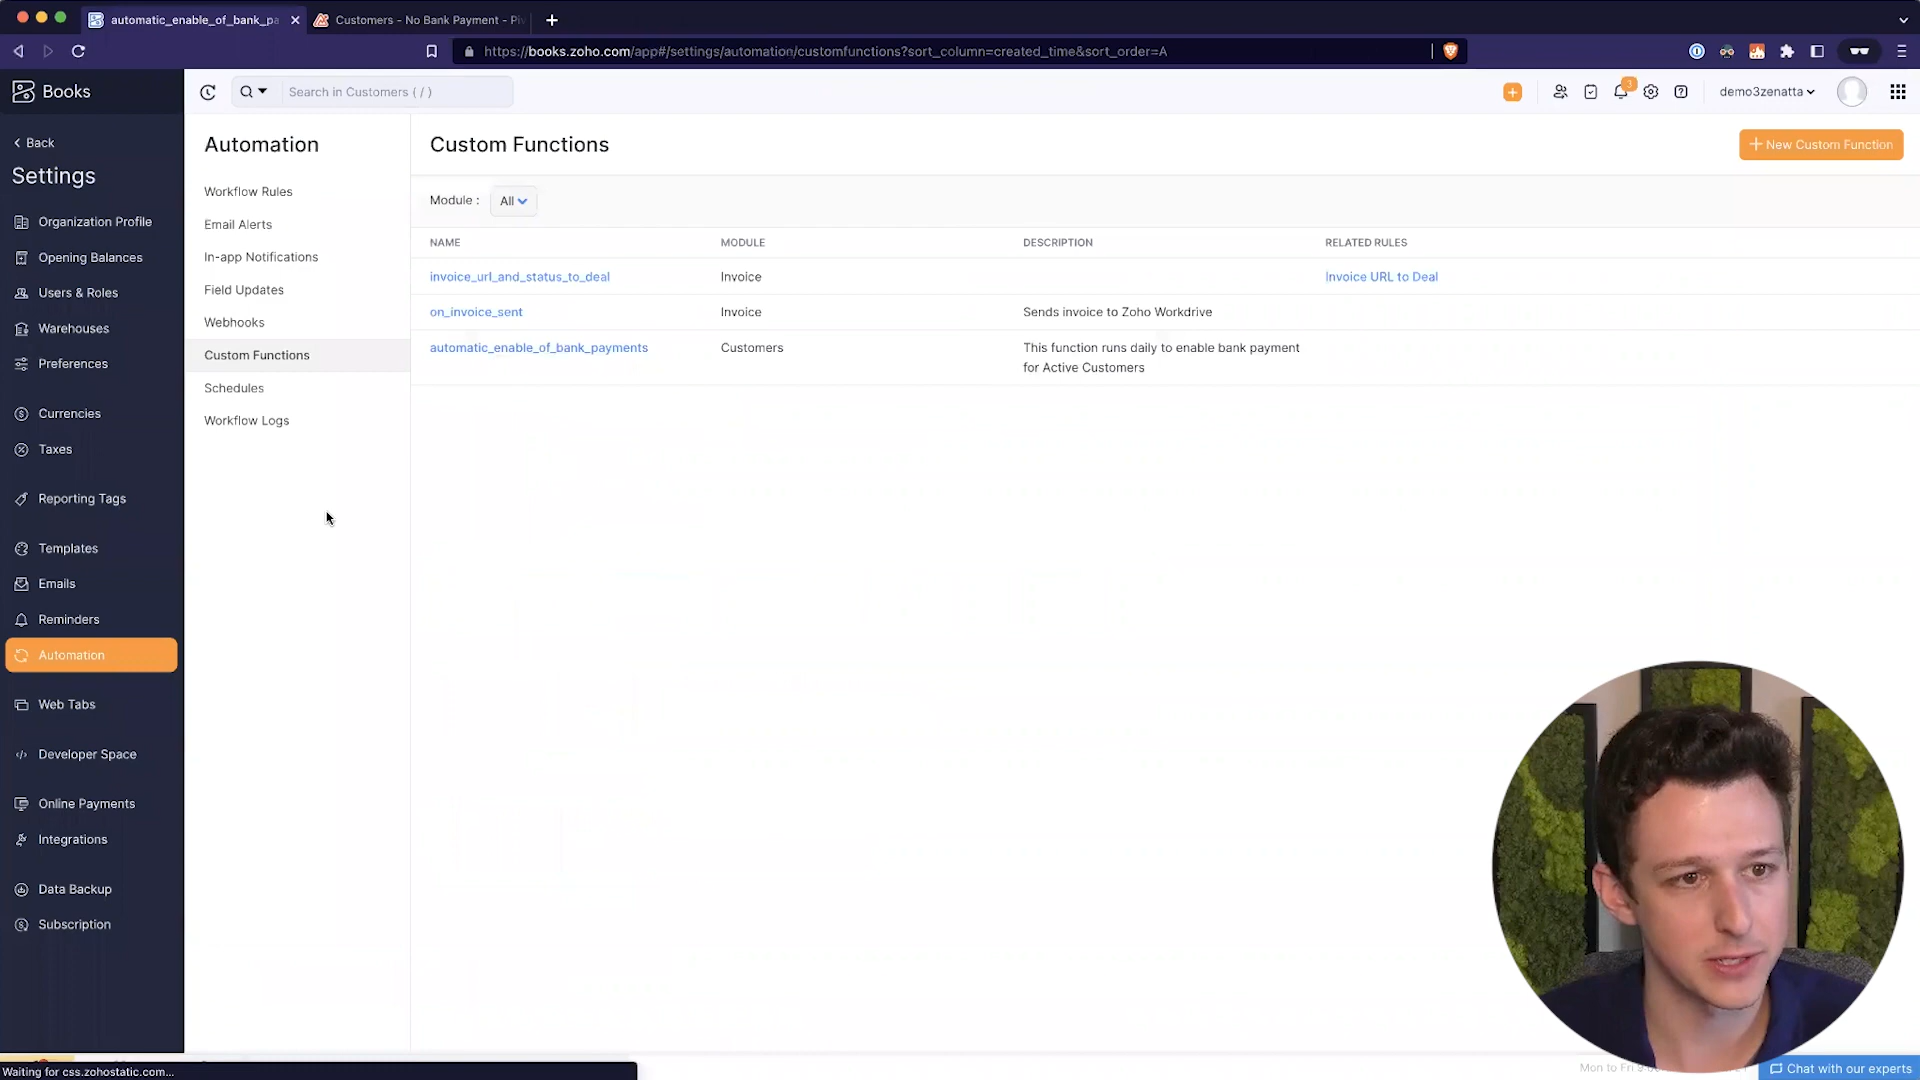 automatic_enable_of_bank_pa
Customers - No Bank Payment - Piv
https://books.zoho.com/app#/settings/automation/customfunctions?sort_column=created_time&sort_order=A
Books
Search in Customers ( / )
3
demo3zenatta
Back
Settings
Organization Profile
Opening Balances
Users & Roles
Warehouses
Preferences
Currencies
Taxes
Reporting Tags
Templates
Emails
Reminders
Automation
Web Tabs
Developer Space
Online Payments
Integrations
Data Backup
Subscription
Automation
Workflow Rules
Email Alerts
In-app Notifications
Field Updates
Webhooks
Custom Functions
Schedules
Workflow Logs
Custom Functions
+ New Custom Function
Module : All
NAME MODULE DESCRIPTION RELATED RULES
invoice_url_and_status_to_deal Invoice Invoice URL to Deal
on_invoice_sent Invoice Sends invoice to Zoho Workdrive
automatic_enable_of_bank_payments Customers This function runs daily to enable bank payment
for Active Customers
Waiting for css.zohostatic.com...
Mon to Fri
Chat with our experts